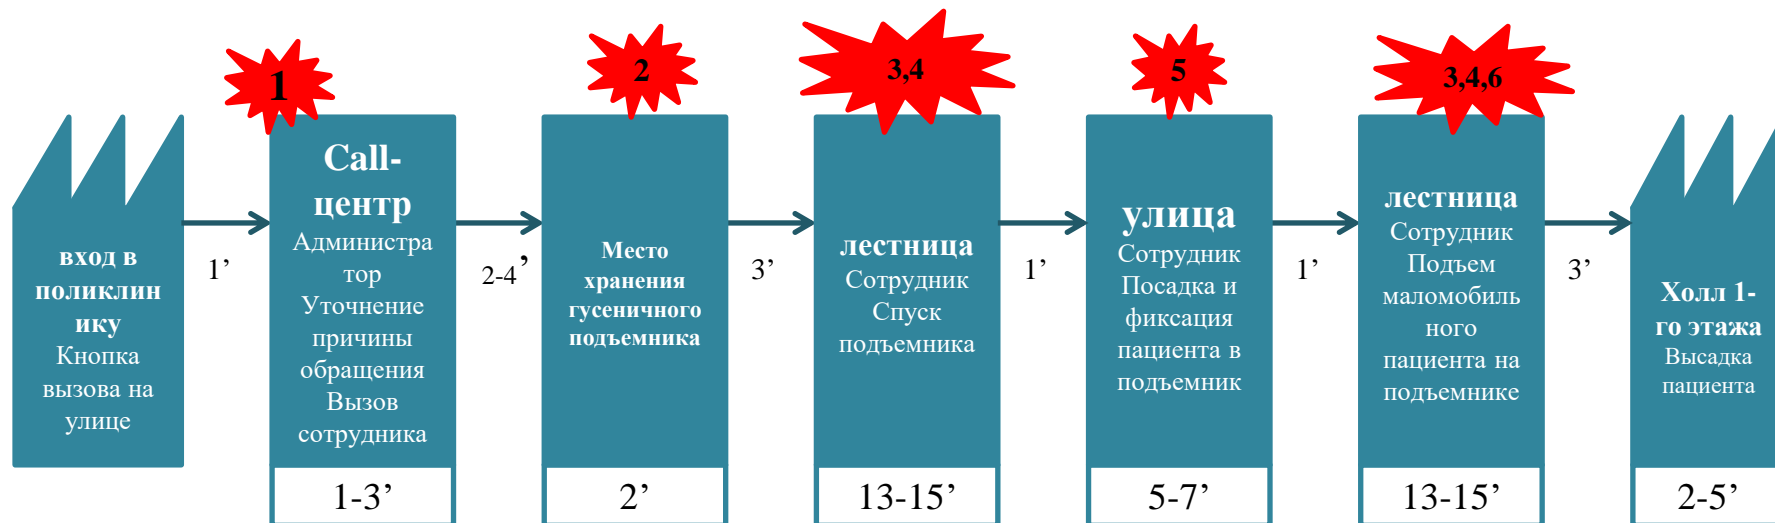 1
2
3,4
5
3,4,6
вход в
поликлин
ику
Кнопка
вызова на
улице
1’
Call-
центр
Администра
тор
Уточнение
причины
обращения
Вызов
сотрудника
1-3’
2-4’
Место
хранения
гусеничного
подъемника
2’
3’
лестница
Сотрудник
Спуск
подъемника
13-15’
1’
улица
Сотрудник
Посадка и
фиксация
пациента в
подъемник
5-7’
1’
лестница
Сотрудник
Подъем
маломобиль
ного
пациента на
подъемнике
13-15’
3’
Холл 1-
го этажа
Высадка
пациента
2-5’